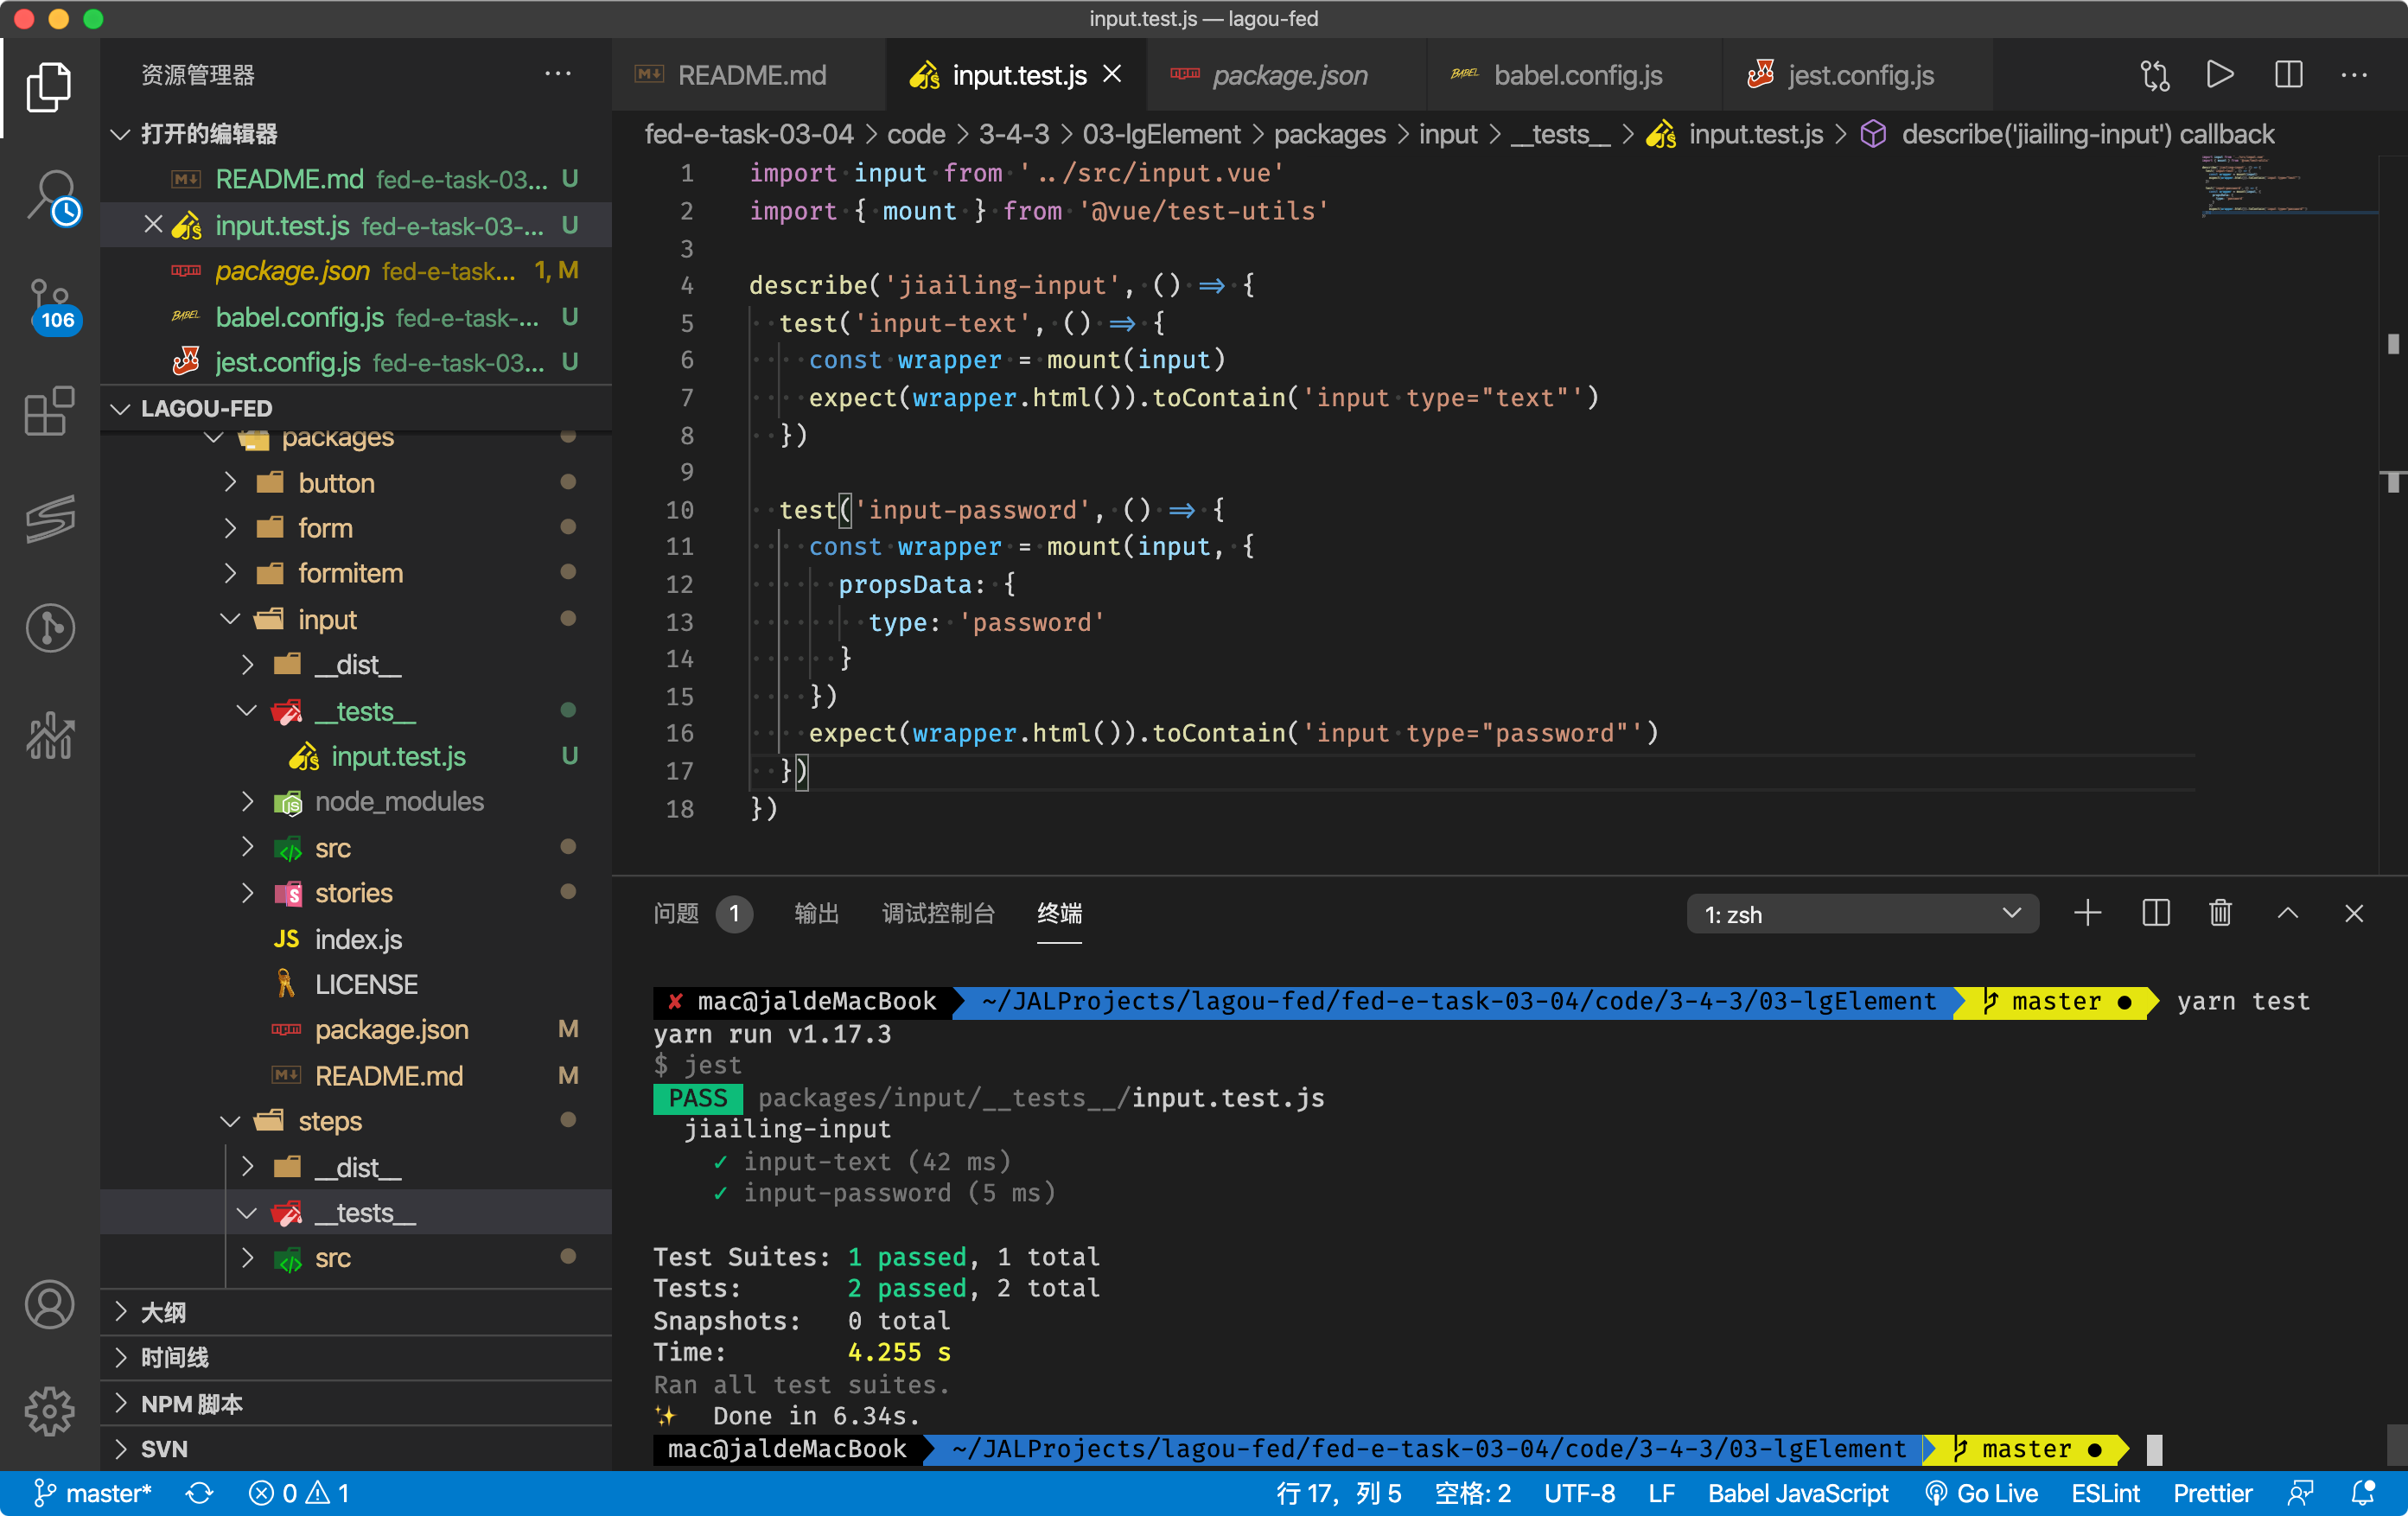 input.test.js — lagou-fed
资源管理器
README.md
input.test.js
package.json
babel.config.js
jest.config.js
打开的编辑器
README.md fed-e-task-03... U
input.test.js fed-e-task-03-... U
package.json fed-e-task... 1, M
babel.config.js fed-e-task-... U
jest.config.js fed-e-task-03... U
106
LAGOU-FED
packages
button
form
formitem
input
__dist__
__tests__
input.test.js U
node_modules
src
stories
index.js
LICENSE
package.json M
README.md M
steps
__dist__
__tests__
src
大纲
时间线
NPM 脚本
SVN
fed-e-task-03-04 > code > 3-4-3 > 03-lgElement > packages > input > __tests__ > input.test.js > describe('jiailing-input') callback
1 import input from '../src/input.vue'
2 import { mount } from '@vue/test-utils'
3
4 describe('jiailing-input', () => {
5 test('input-text', () => {
6 const wrapper = mount(input)
7 expect(wrapper.html()).toContain('input type="text"')
8 })
9
10 test('input-password', () => {
11 const wrapper = mount(input, {
12 propsData: {
13 type: 'password'
14 }
15 })
16 expect(wrapper.html()).toContain('input type="password"')
17 })
18 })
问题 1 输出 调试控制台 终端
1: zsh
✘ mac@jaldeMacBook ~/JALProjects/lagou-fed/fed-e-task-03-04/code/3-4-3/03-lgElement master ● yarn test
yarn run v1.17.3
$ jest
PASS packages/input/__tests__/input.test.js
jiailing-input
✓ input-text (42 ms)
✓ input-password (5 ms)
Test Suites: 1 passed, 1 total
Tests: 2 passed, 2 total
Snapshots: 0 total
Time: 4.255 s
Ran all test suites.
✨ Done in 6.34s.
mac@jaldeMacBook ~/JALProjects/lagou-fed/fed-e-task-03-04/code/3-4-3/03-lgElement master ●
master* 0 1 行 17，列 5 空格: 2 UTF-8 LF Babel JavaScript Go Live ESLint Prettier